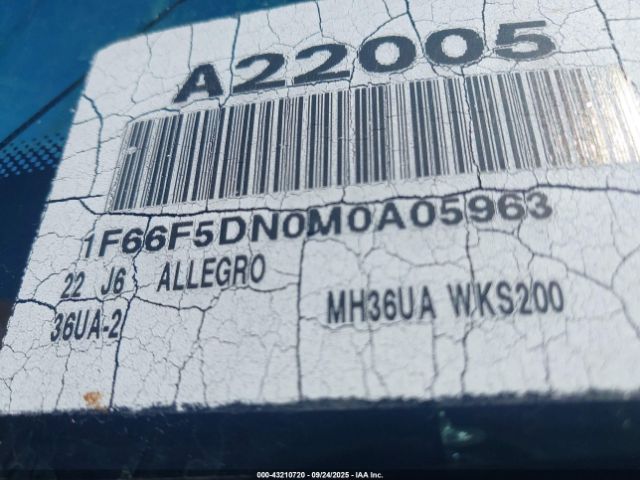 A22005
1F66F5DN0M0A05963
22 J6 ALLEGRO
36UA-2 MH36UA WKS200
000-43210720 - 09/24/2025 - IAA Inc.